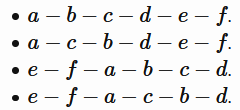 • a − b − c − d − e − f.
• a − c − b − d − e − f.
• e − f − a − b − c − d.
• e − f − a − c − b − d.